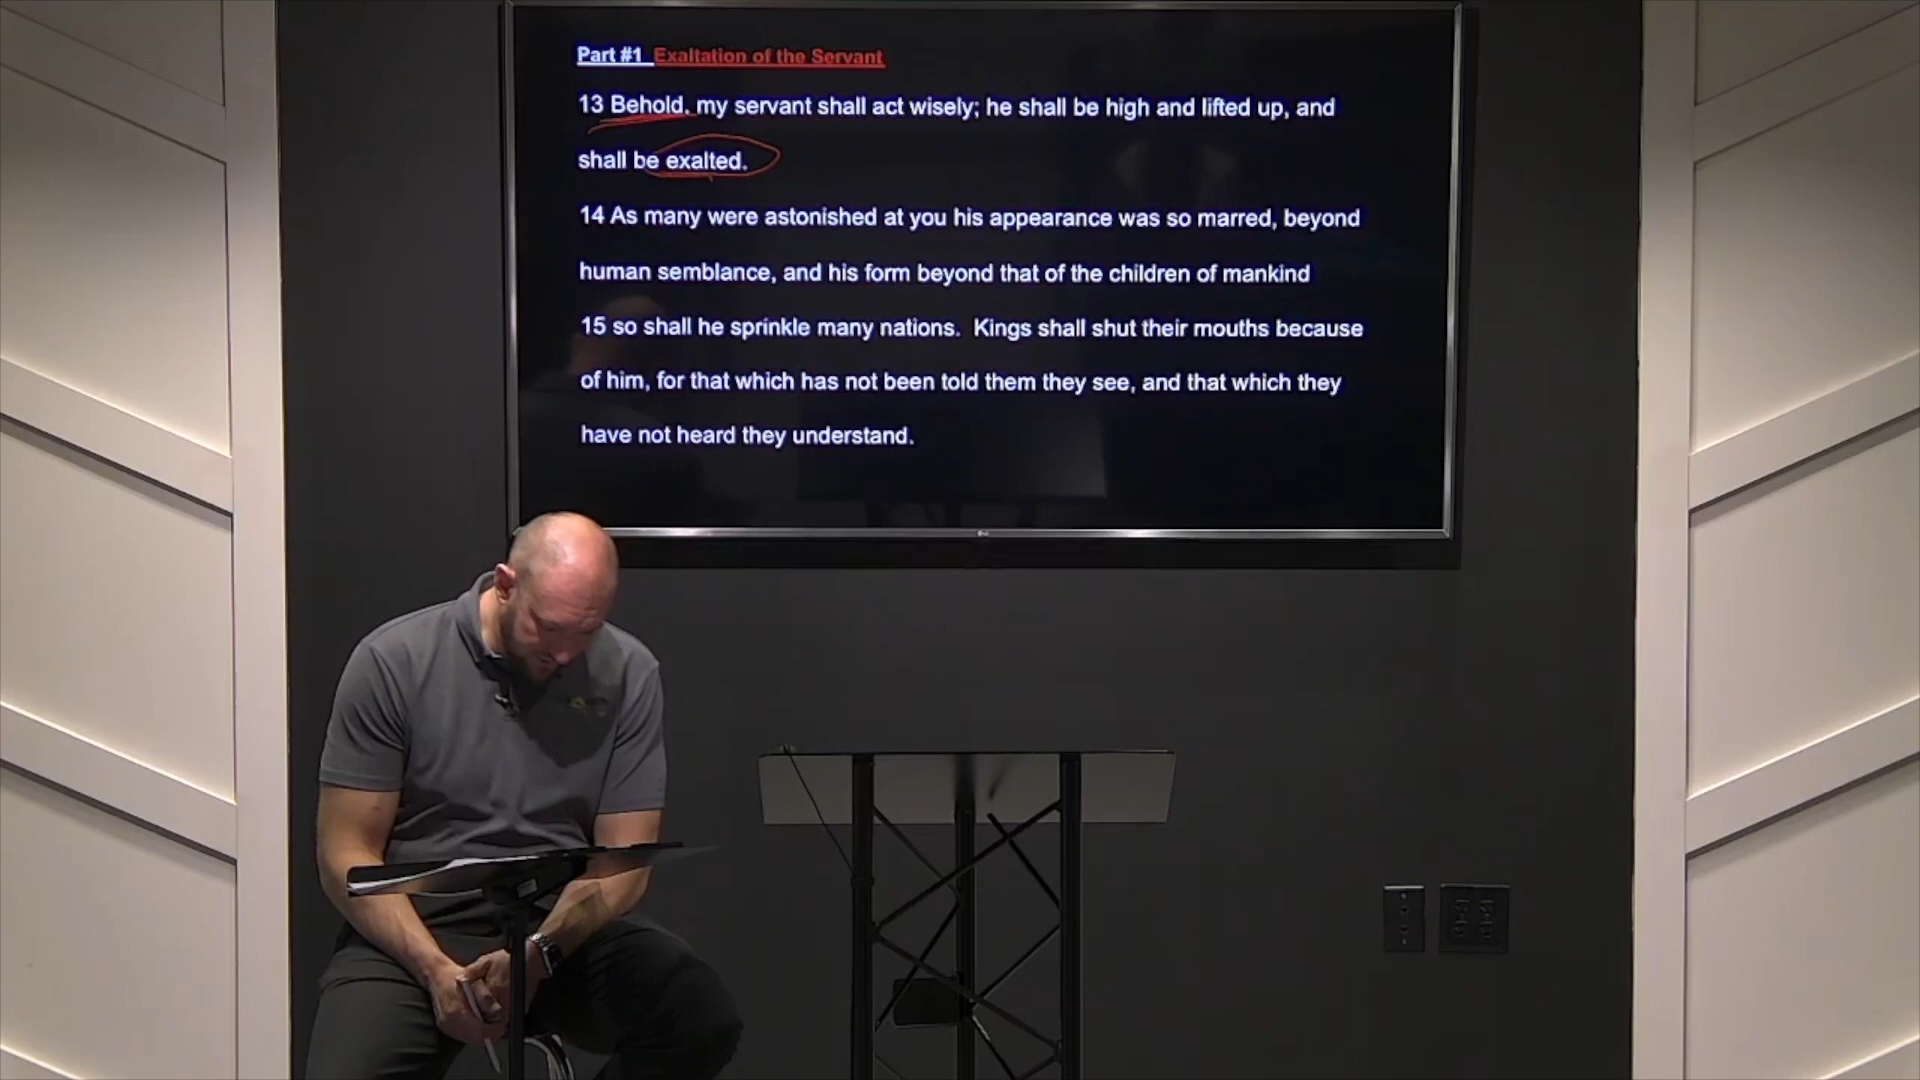 Part #1 Exaltation of the Servant
13 Behold, my servant shall act wisely; he shall be high and lifted up, and
shall be exalted.
14 As many were astonished at you his appearance was so marred, beyond
human semblance, and his form beyond that of the children of mankind
15 so shall he sprinkle many nations. Kings shall shut their mouths because
of him, for that which has not been told them they see, and that which they
have not heard they understand.